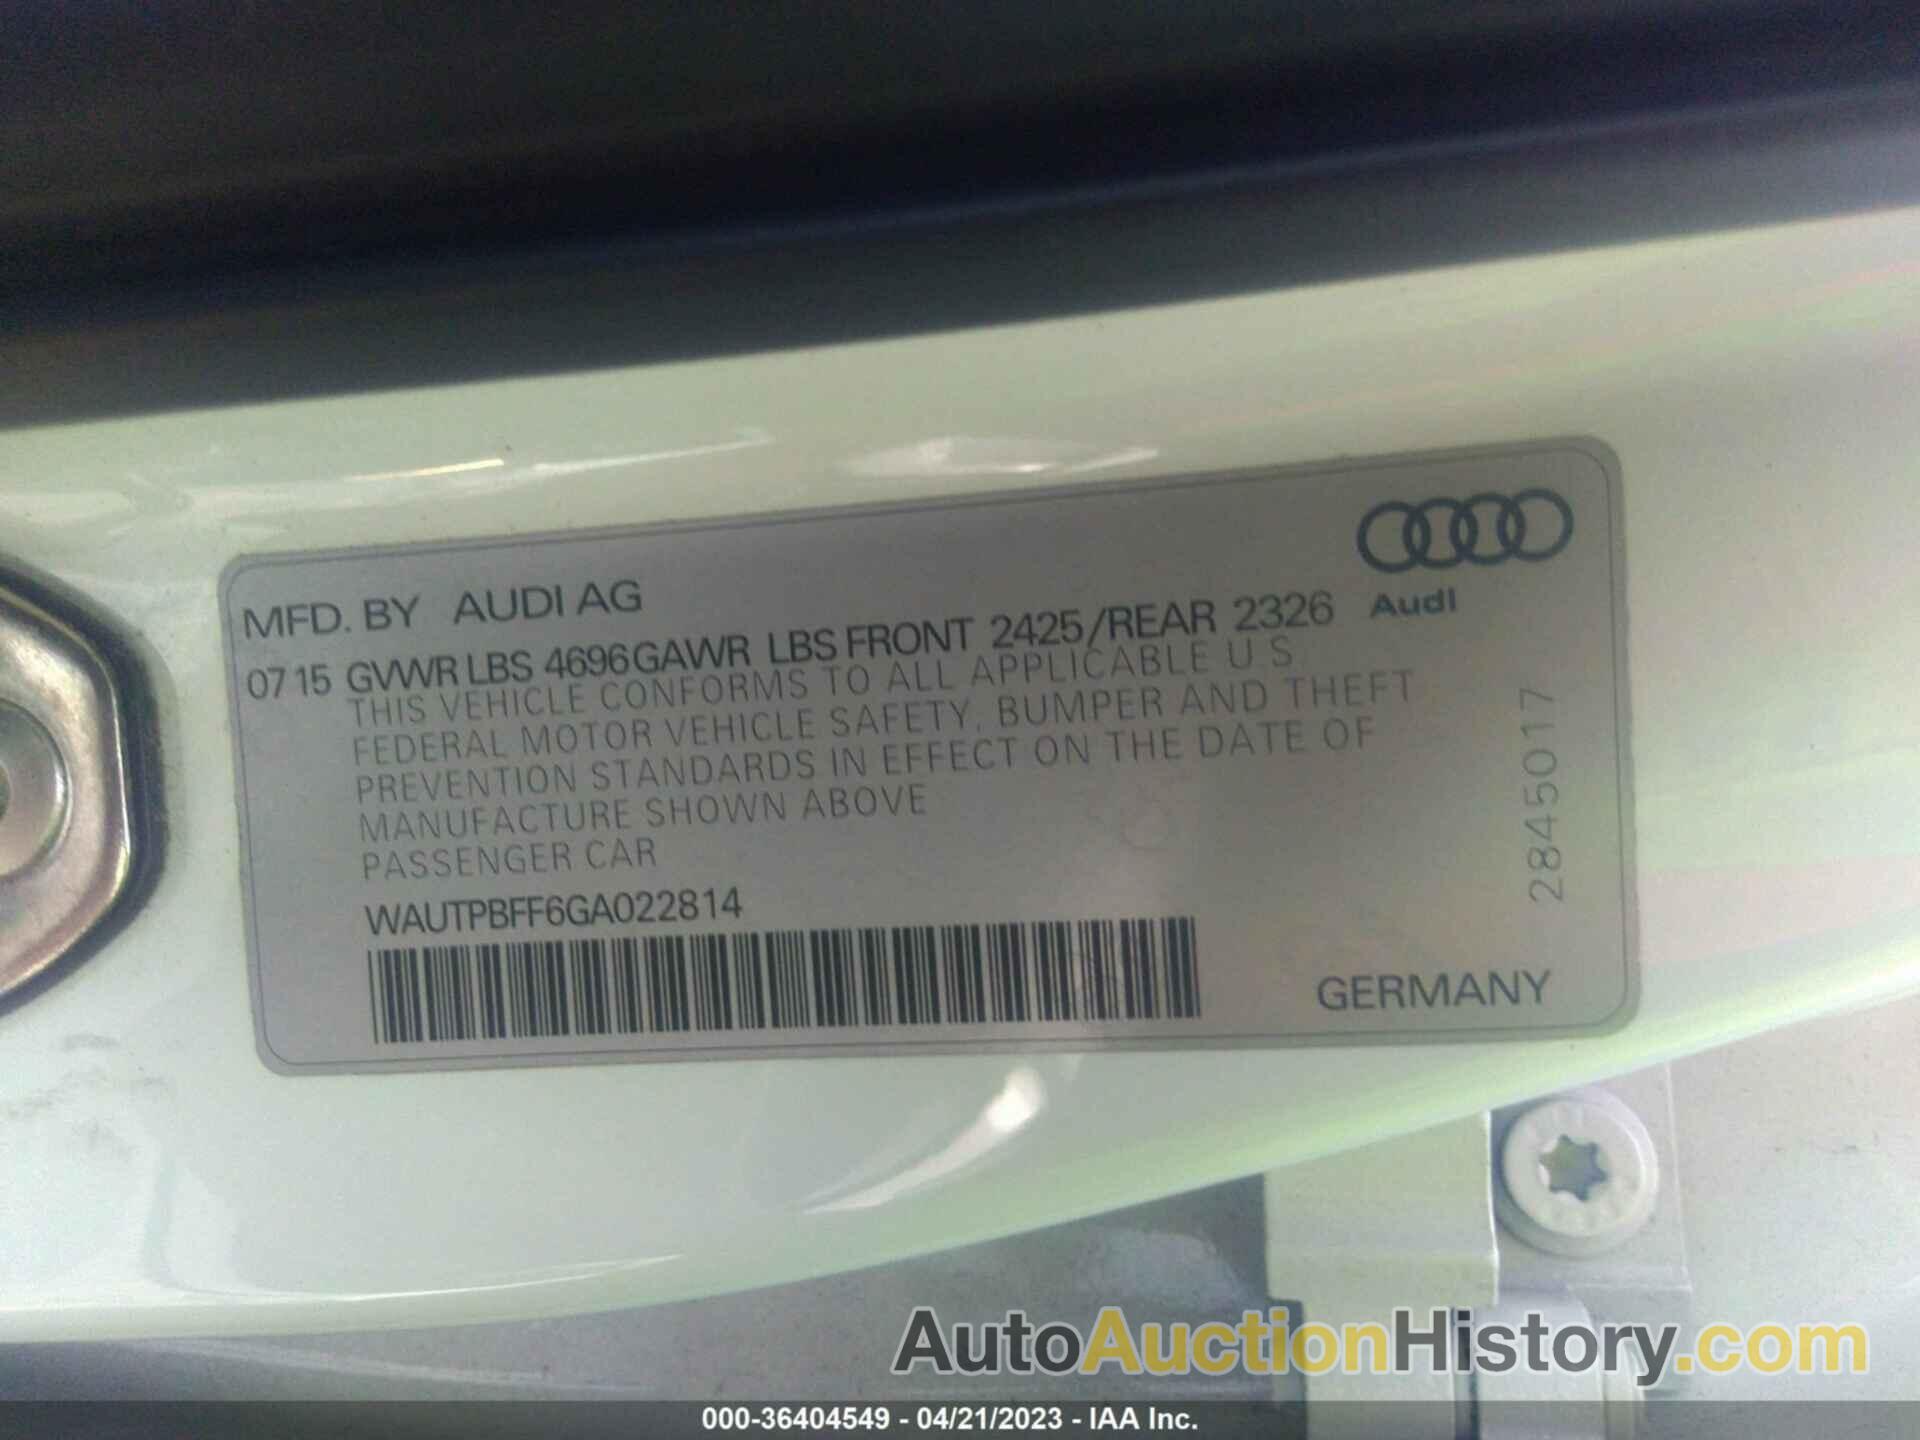 MFD. BY AUDI AG
Audi
07 15 GVWR LBS 4696 GAWR LBS FRONT 2425/REAR 2326
THIS VEHICLE CONFORMS TO ALL APPLICABLE U S
FEDERAL MOTOR VEHICLE SAFETY, BUMPER AND THEFT
PREVENTION STANDARDS IN EFFECT ON THE DATE OF
MANUFACTURE SHOWN ABOVE
PASSENGER CAR
WAUTPBFF6GA022814
2845017
GERMANY
AutoAuctionHistory.com
000-36404549 - 04/21/2023 - IAA Inc.